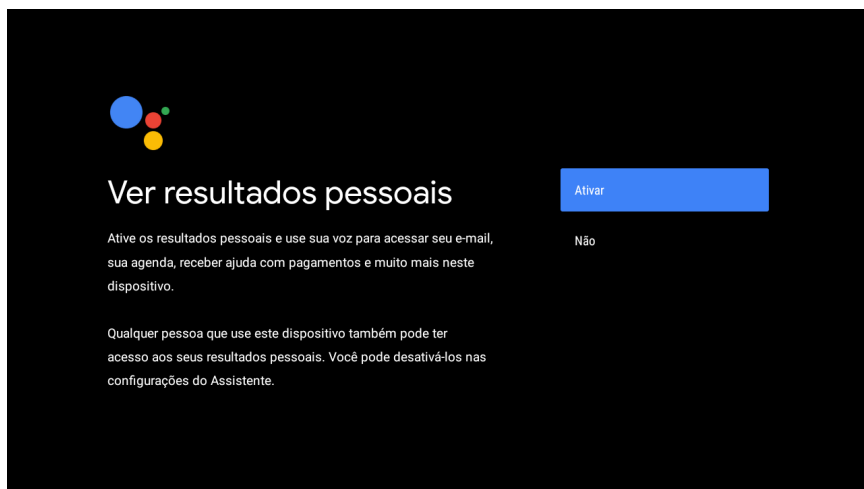 Ver resultados pessoais
Ative os resultados pessoais e use sua voz para acessar seu e-mail,
sua agenda, receber ajuda com pagamentos e muito mais neste
dispositivo.
Qualquer pessoa que use este dispositivo também pode ter
acesso aos seus resultados pessoais. Você pode desativá-los nas
configurações do Assistente.
Ativar
Não